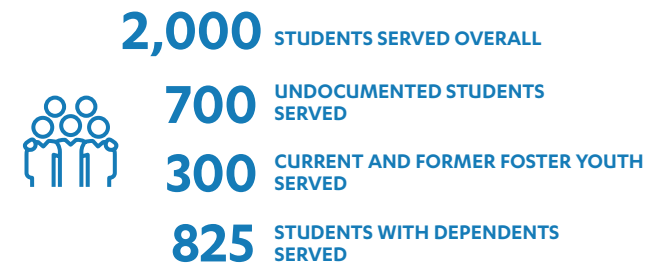 2,000 STUDENTS SERVED OVERALL
700 UNDOCUMENTED STUDENTS
SERVED
300 CURRENT AND FORMER FOSTER YOUTH
SERVED
825 STUDENTS WITH DEPENDENTS
SERVED